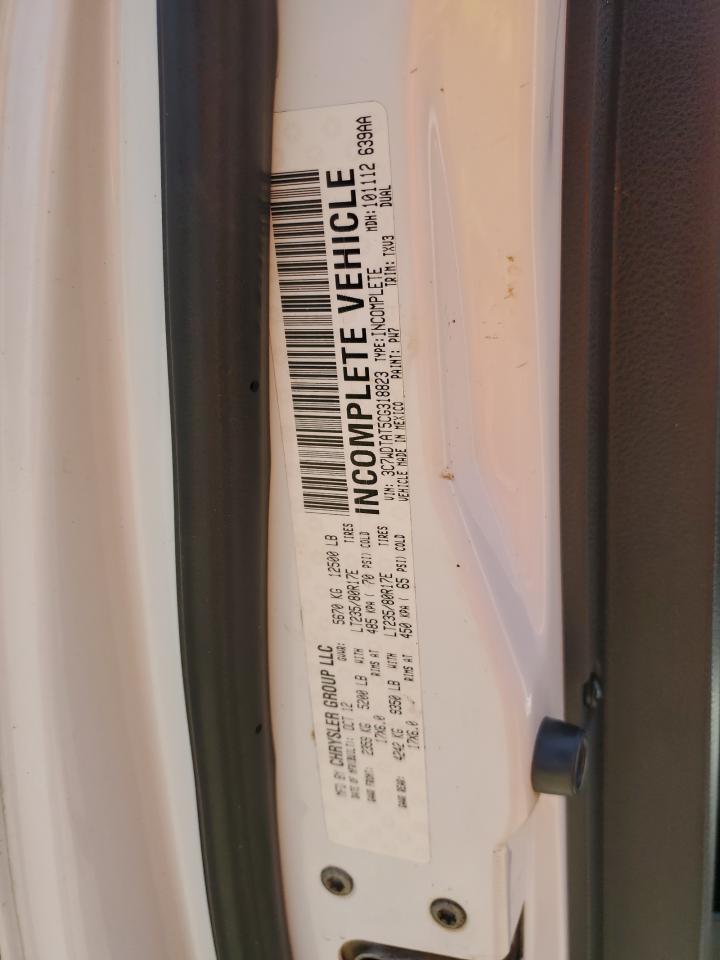 MFD BY CHRYSLER GROUP LLC
DATE OF MFR(BUILT): OCT 12 GVWR: 5670 KG 12500 LB
GAWR FRONT: 2359 KG 5200 LB WITH LT235/80R17E TIRES
17X6.0 RIMS AT 485 KPA ( 70 PSI) COLD
GAWR REAR: 4242 KG 9350 LB WITH LT235/80R17E TIRES
17X6.0 RIMS AT 450 KPA ( 65 PSI) COLD
INCOMPLETE VEHICLE
VIN: 3C7WDTAT5CG318823 TYPE:INCOMPLETE MDH:101112 639AA
VEHICLE MADE IN MEXICO PAINT: PW7 TRIM: TXV3 DUAL